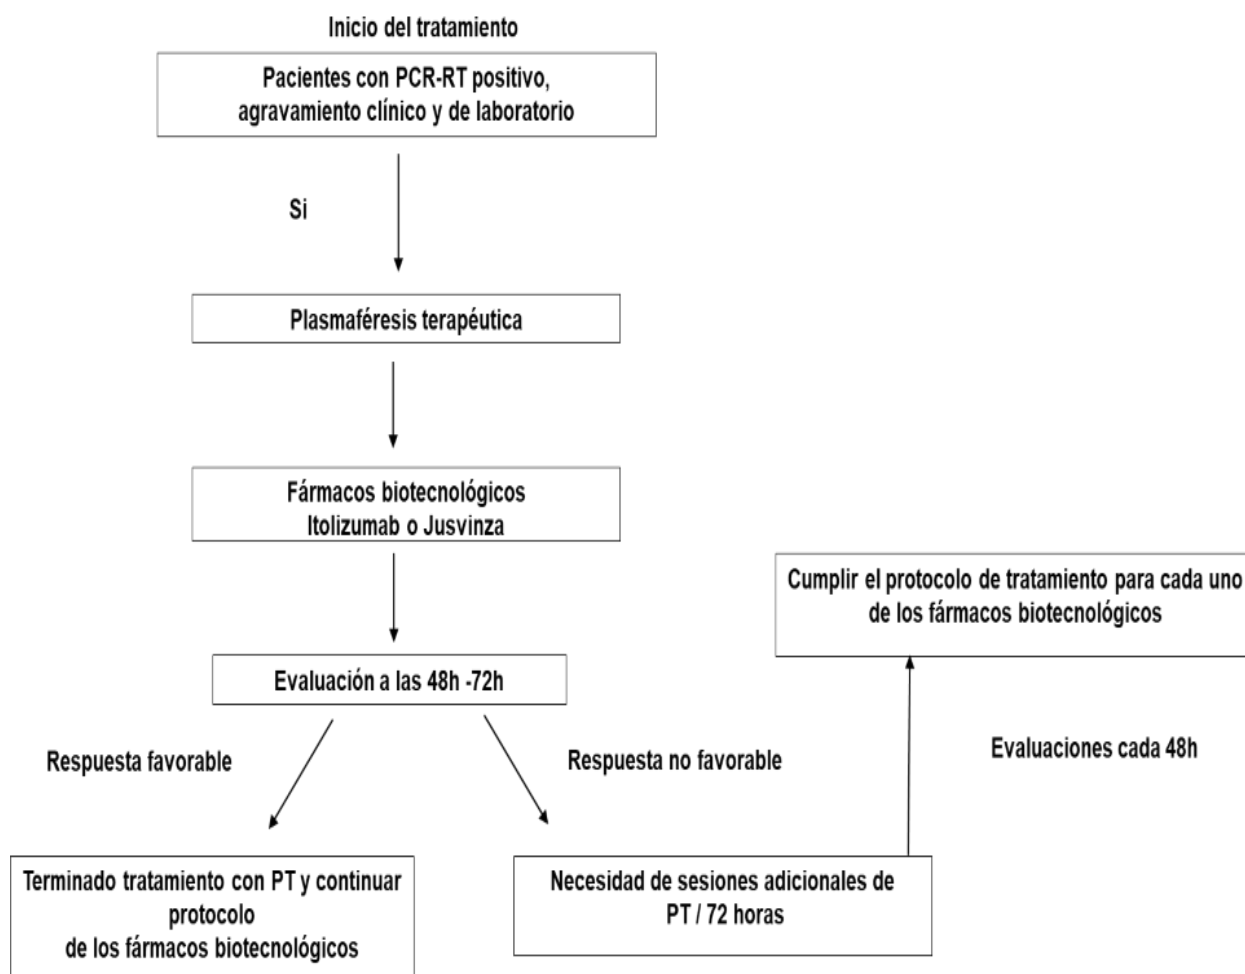 Inicio del tratamiento
Pacientes con PCR-RT positivo,
agravamiento clínico y de laboratorio
Si
Plasmaféresis terapéutica
Fármacos biotecnológicos
Itolizumab o Jusvinza
Cumplir el protocolo de tratamiento para cada uno
de los fármacos biotecnológicos
Evaluación a las 48h -72h
Respuesta favorable
Respuesta no favorable
Evaluaciones cada 48h
Terminado tratamiento con PT y continuar
protocolo
de los fármacos biotecnológicos
Necesidad de sesiones adicionales de
PT / 72 horas